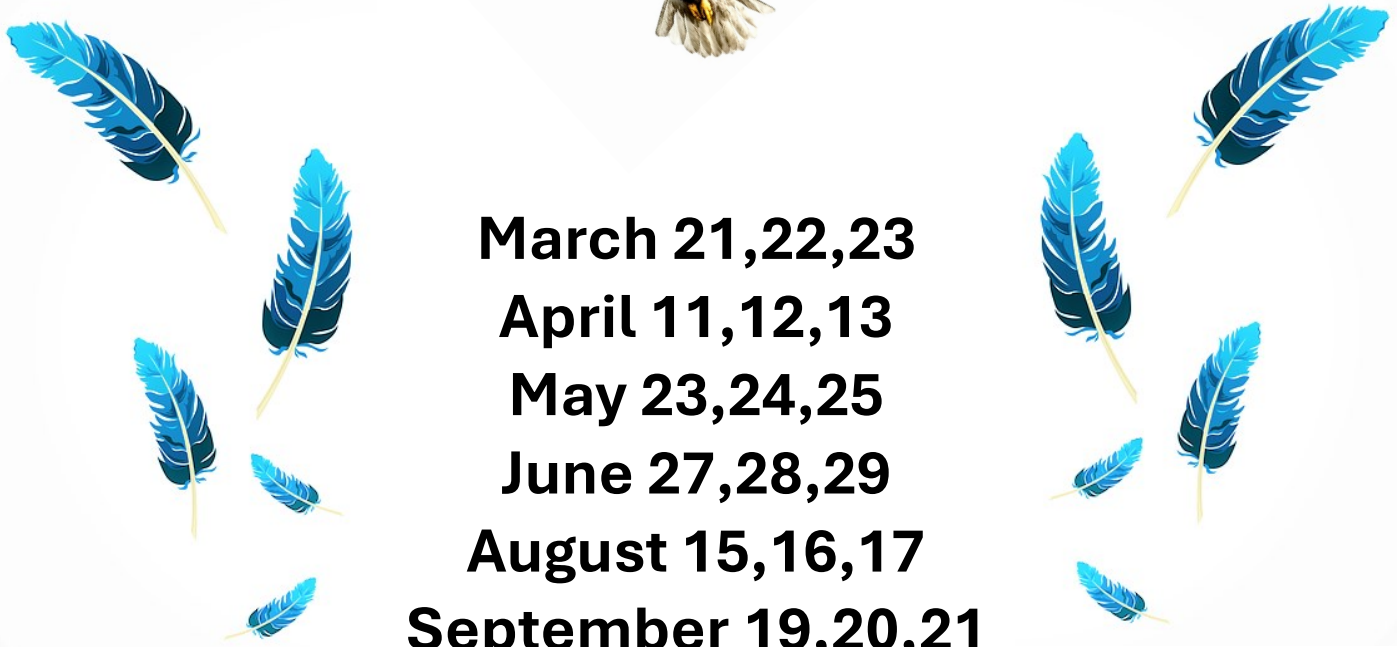 March 21,22,23
April 11,12,13
May 23,24,25
June 27,28,29
August 15,16,17
September 19,20,21